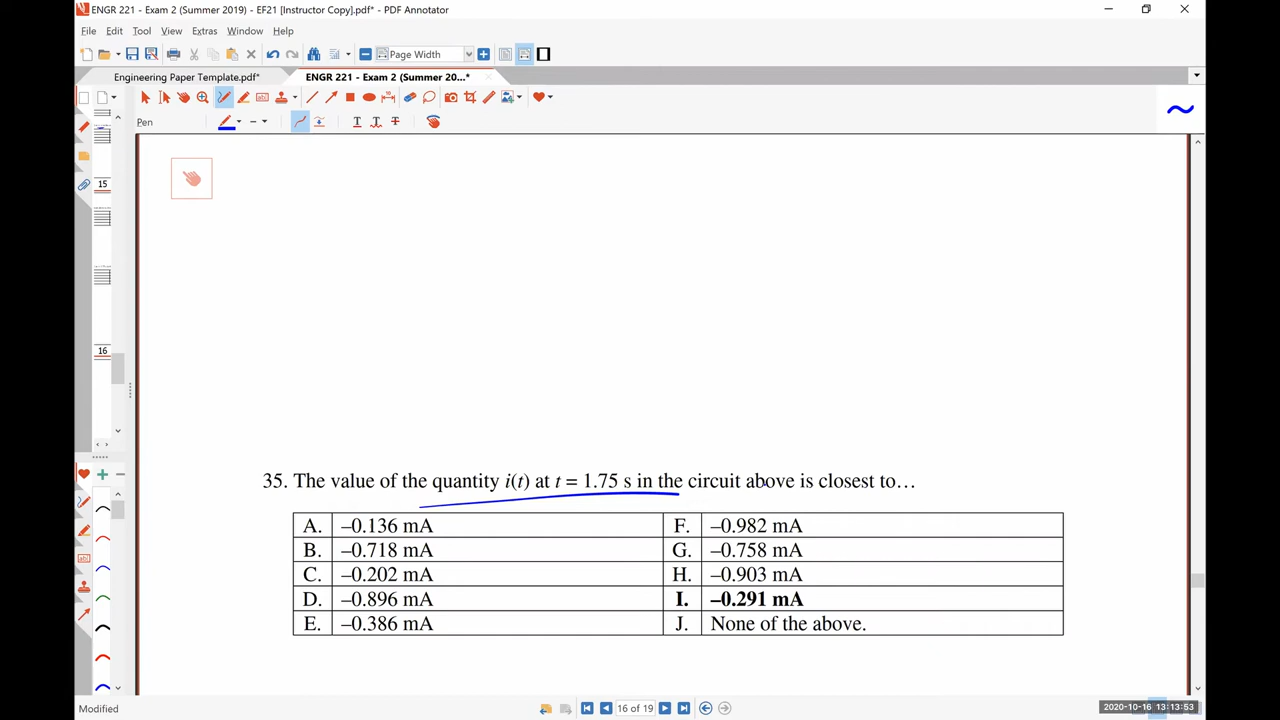 ENGR 221 - Exam 2 (Summer 2019) - EF21 [Instructor Copy].pdf* - PDF Annotator
File Edit Tool View Extras Window Help
Page Width
Engineering Paper Template.pdf* ENGR 221 - Exam 2 (Summer 20...*
Pen
15
16
35. The value of the quantity i(t) at t = 1.75 s in the circuit above is closest to…
A. –0.136 mA F. –0.982 mA
B. –0.718 mA G. –0.758 mA
C. –0.202 mA H. –0.903 mA
D. –0.896 mA I. –0.291 mA
E. –0.386 mA J. None of the above.
Modified 16 of 19 2020-10-16 13:13:53